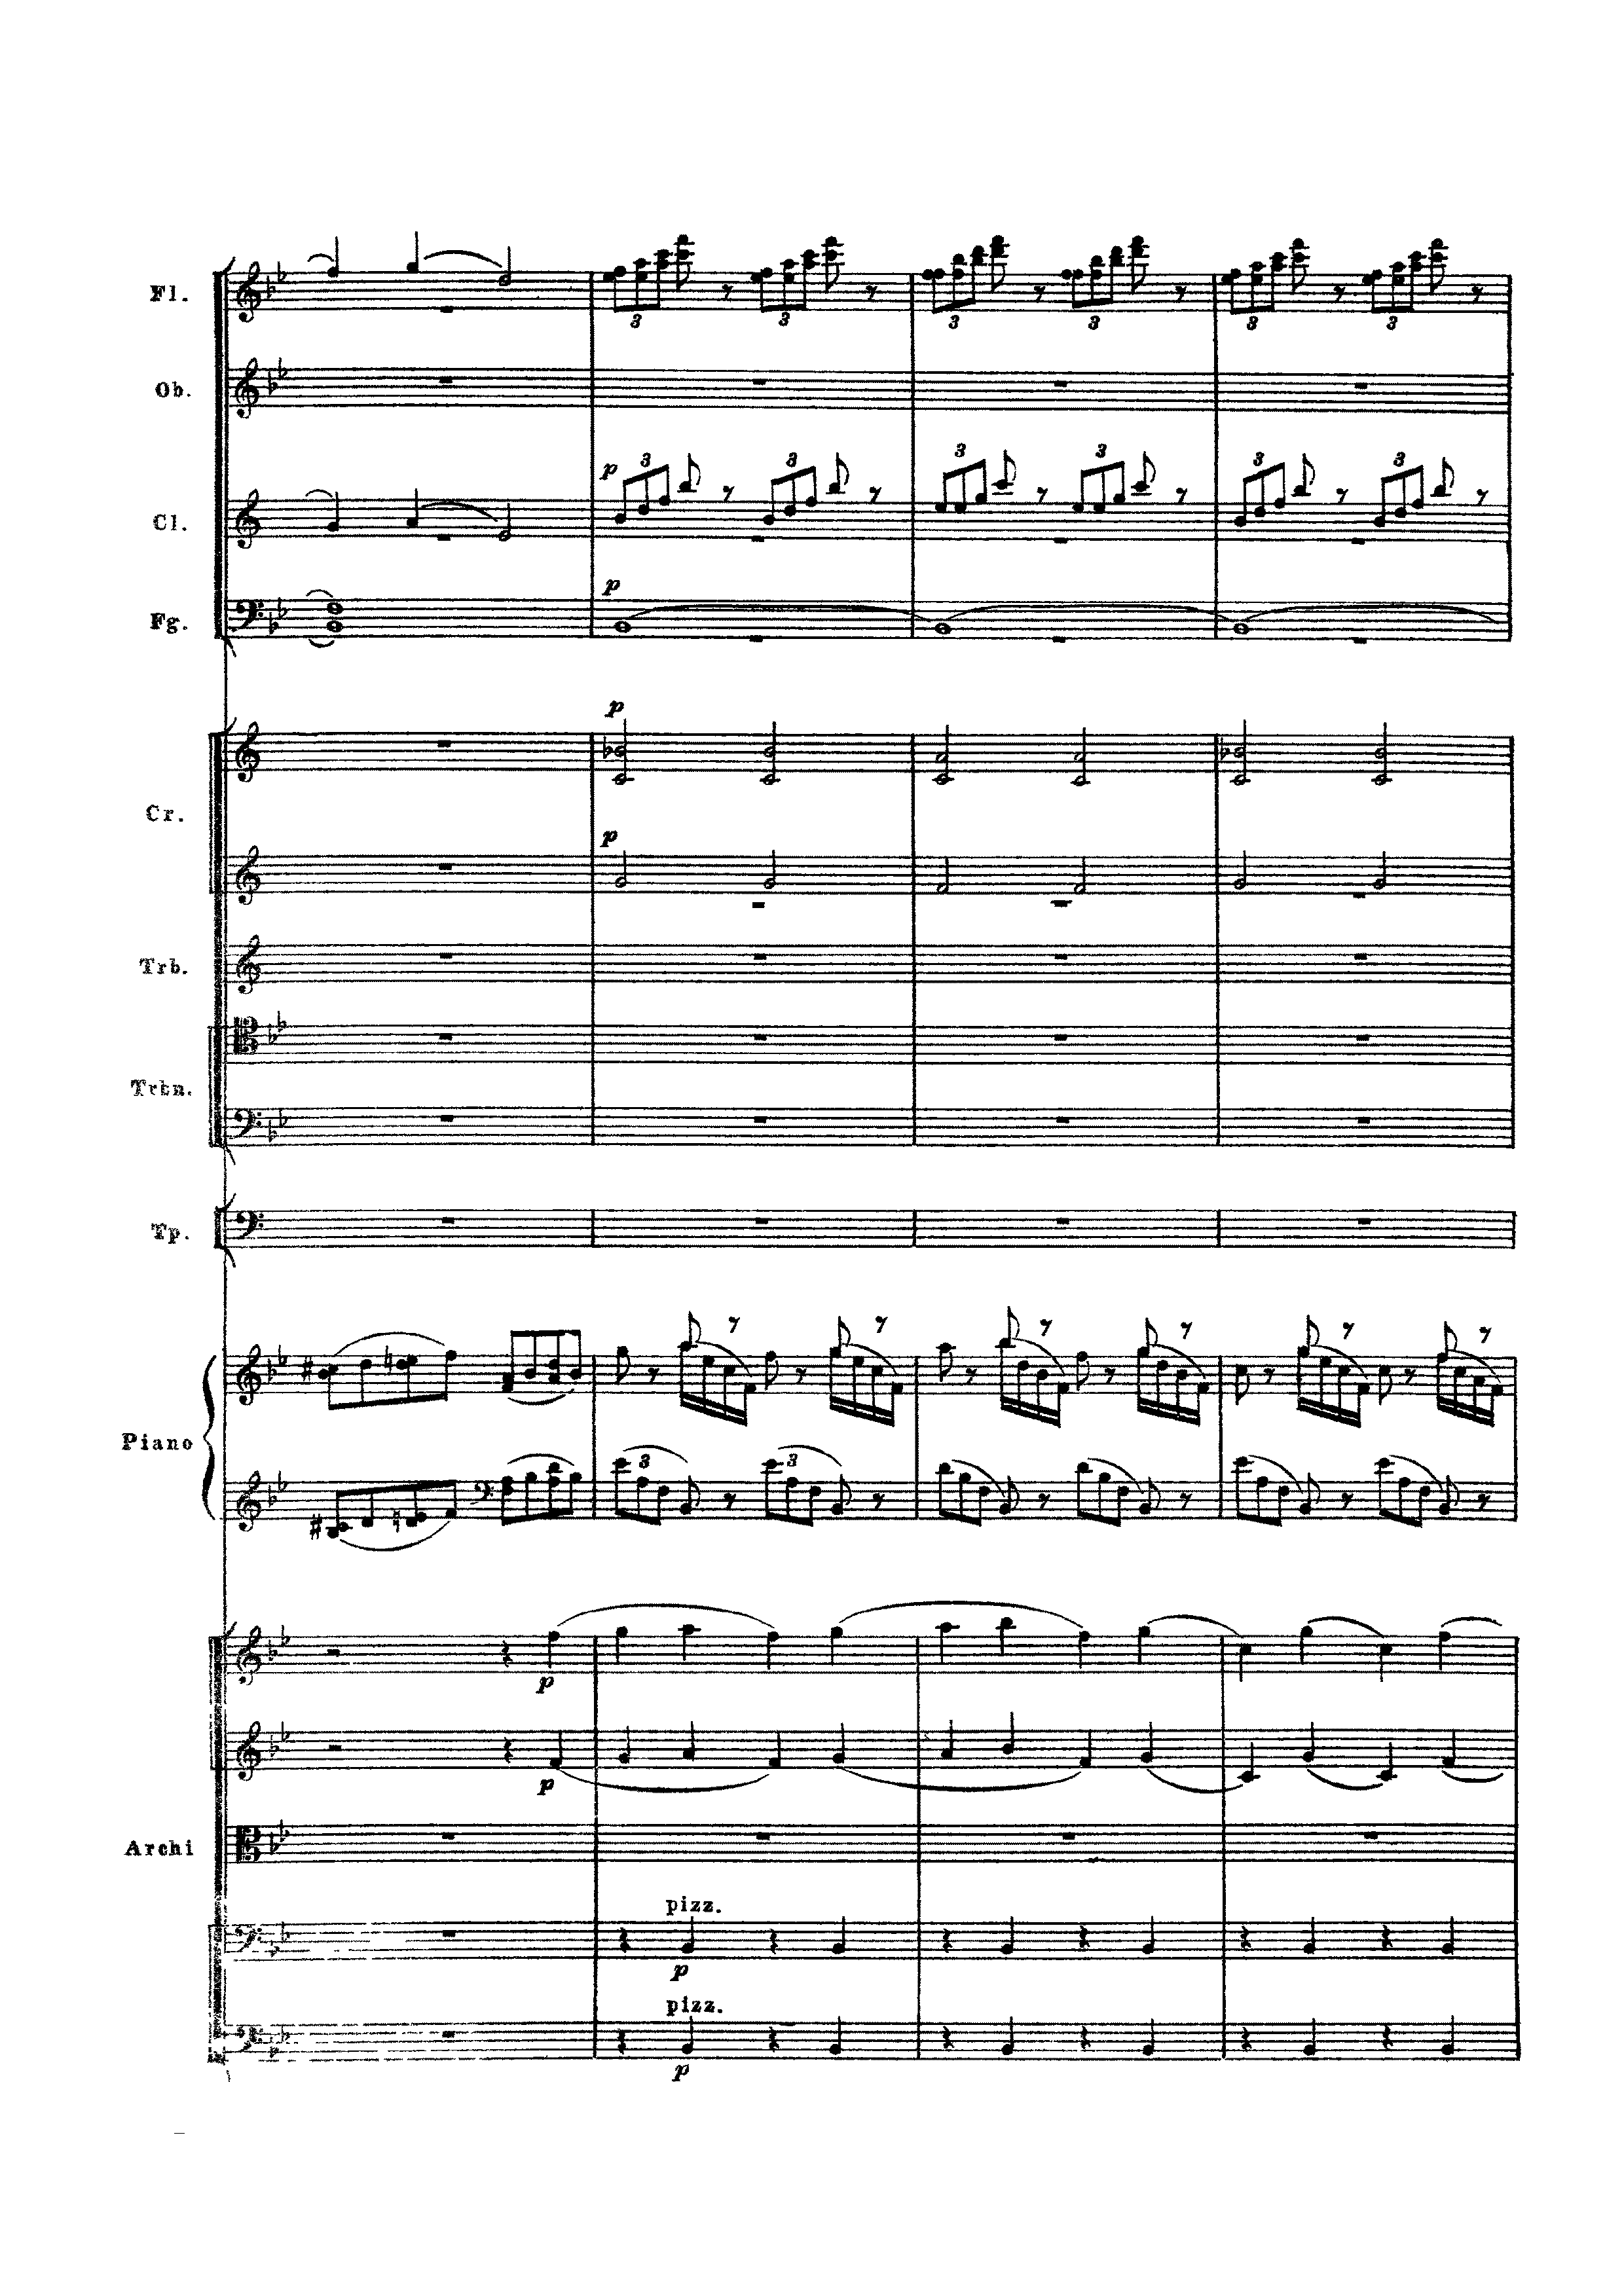 Fl.
3 3 3 3 3 3
Ob.
p 3 3 3 3 3 3
Cl.
p
Fg.
p
Cr.
p
Trb.
Trbn.
Tp.
Piano
3 3
p
p
Archi
pizz.
p
pizz.
p